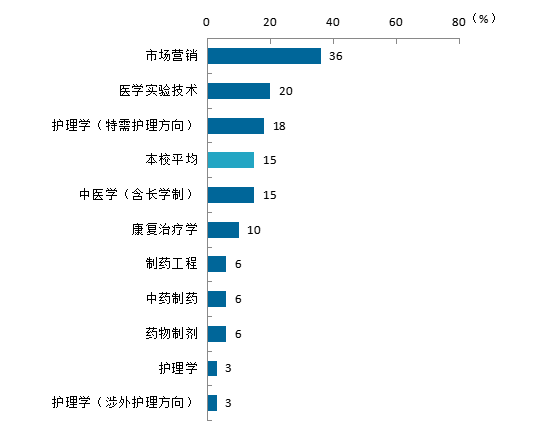 0 20 40 60 80 (%)
市场营销 36
医学实验技术 20
护理学（特需护理方向） 18
本校平均 15
中医学（含长学制） 15
康复治疗学 10
制药工程 6
中药制药 6
药物制剂 6
护理学 3
护理学（涉外护理方向） 3